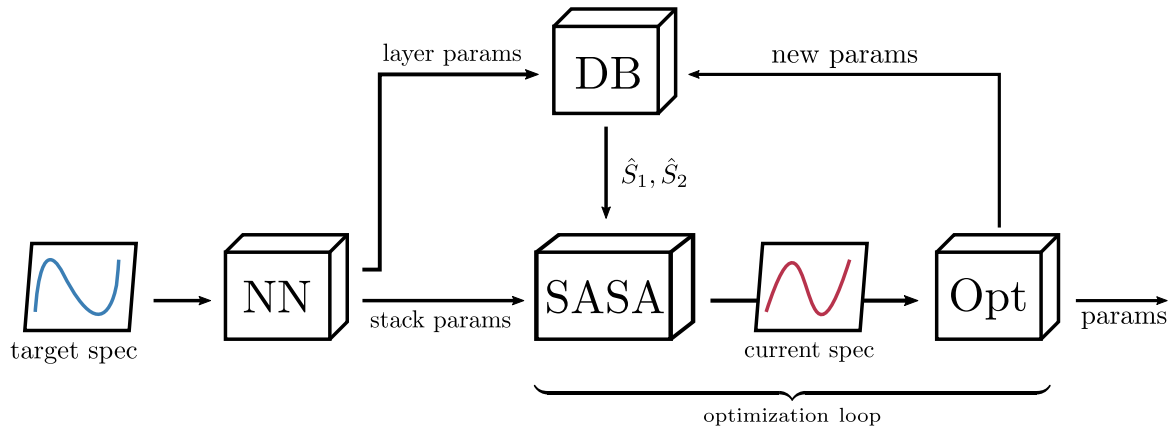 DB
layer params
new params
Ŝ₁, Ŝ₂
NN
SASA
Opt
stack params
params
target spec
current spec
optimization loop